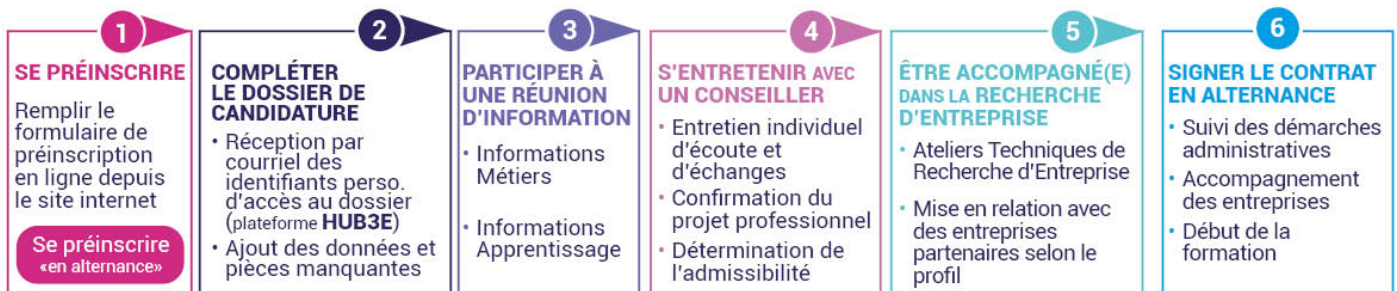 1
SE PRÉINSCRIRE
Remplir le
formulaire de
préinscription
en ligne depuis
le site internet
Se préinscrire
«en alternance»
2
COMPLÉTER
LE DOSSIER DE
CANDIDATURE
• Réception par
courriel des
identifiants perso.
d'accès au dossier
(plateforme HUB3E)
• Ajout des données et
pièces manquantes
3
PARTICIPER À
UNE RÉUNION
D'INFORMATION
• Informations
Métiers
• Informations
Apprentissage
4
S'ENTRETENIR AVEC
UN CONSEILLER
• Entretien individuel
d'écoute et
d'échanges
• Confirmation du
projet professionnel
• Détermination de
l'admissibilité
5
ÊTRE ACCOMPAGNÉ(E)
DANS LA RECHERCHE
D'ENTREPRISE
• Ateliers Techniques de
Recherche d'Entreprise
• Mise en relation avec
des entreprises
partenaires selon le
profil
6
SIGNER LE CONTRAT
EN ALTERNANCE
• Suivi des démarches
administratives
• Accompagnement
des entreprises
• Début de la
formation